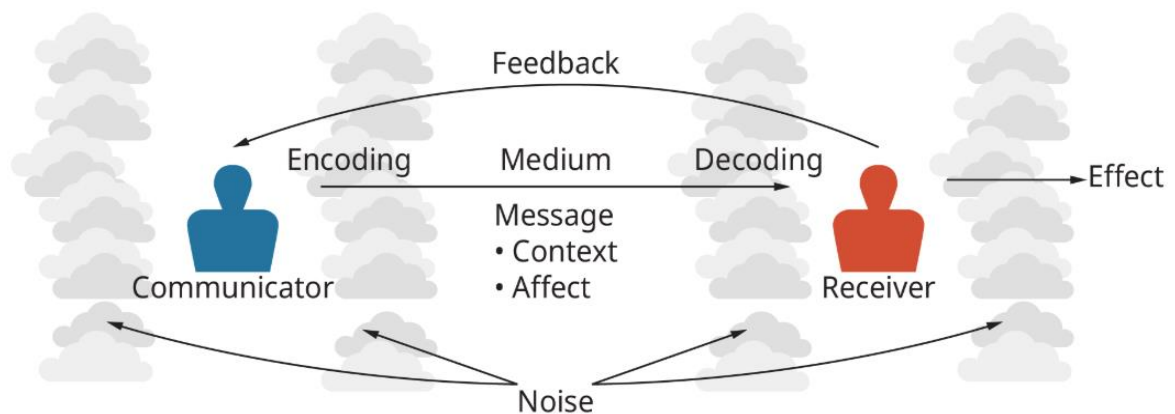 Feedback
Encoding Medium Decoding
Effect
Message
• Context
• Affect
Communicator
Receiver
Noise